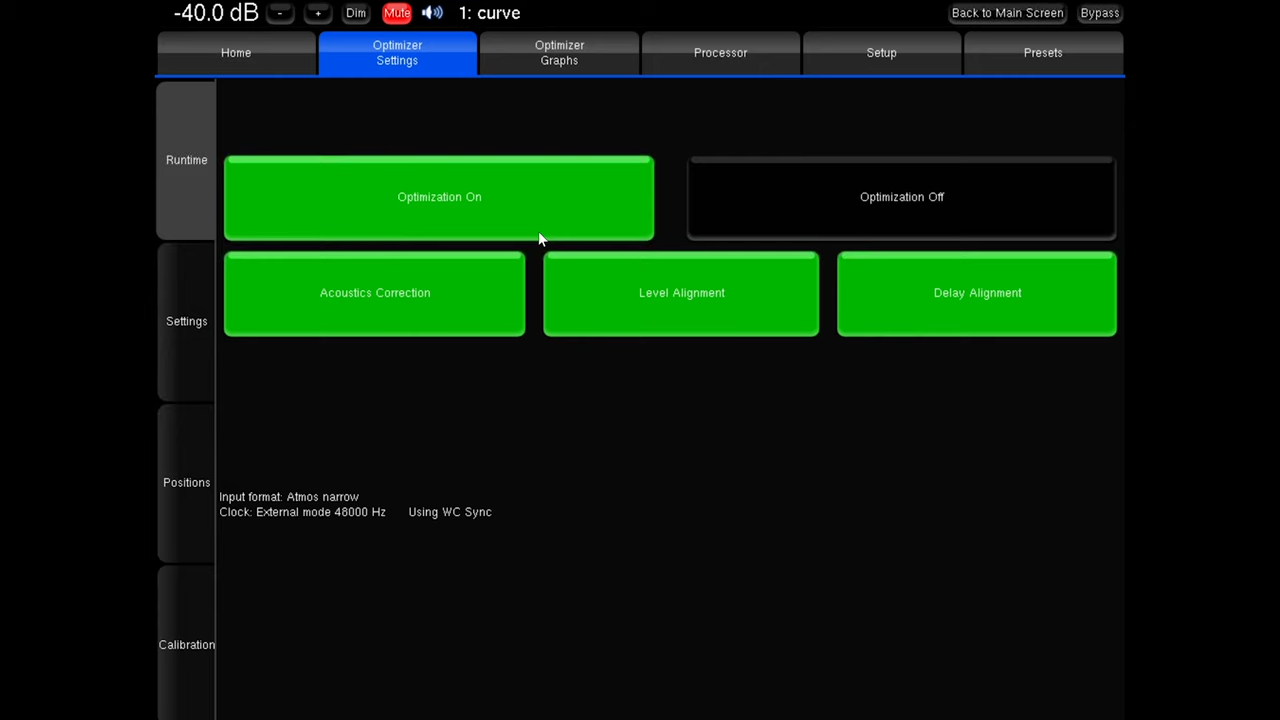 -40.0 dB - + Dim Mute 1: curve Back to Main Screen Bypass
Home Optimizer Settings Optimizer Graphs Processor Setup Presets
Runtime
Optimization On Optimization Off
Acoustics Correction Level Alignment Delay Alignment
Settings
Positions
Input format: Atmos narrow
Clock: External mode 48000 Hz Using WC Sync
Calibration